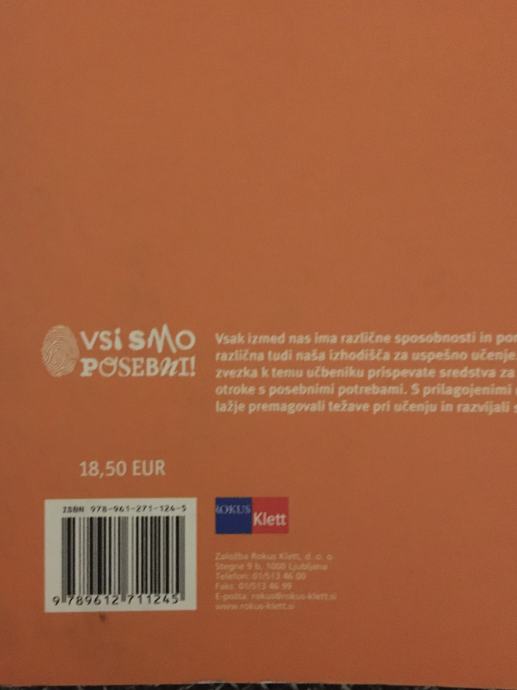 VSI SMO
POSEBNI!
Vsak izmed nas ima različne sposobnosti in
različna tudi naša izhodišča za uspešno učenje.
zvezka k temu učbeniku prispevate sredstva za
otroke s posebnimi potrebami. S prilagojenimi
lažje premagovali težave pri učenju in razvijali
18,50 EUR
ISBN 978-961-271-124-5
9 789612 711245
ROKUS
Klett
Založba Rokus Klett, d. o. o.
Stegne 9 b, 1000 Ljubljana
Telefon: 01/513 46 00
Faks: 01/513 46 99
E-pošta: rokus@rokus-klett.si
www.rokus-klett.si